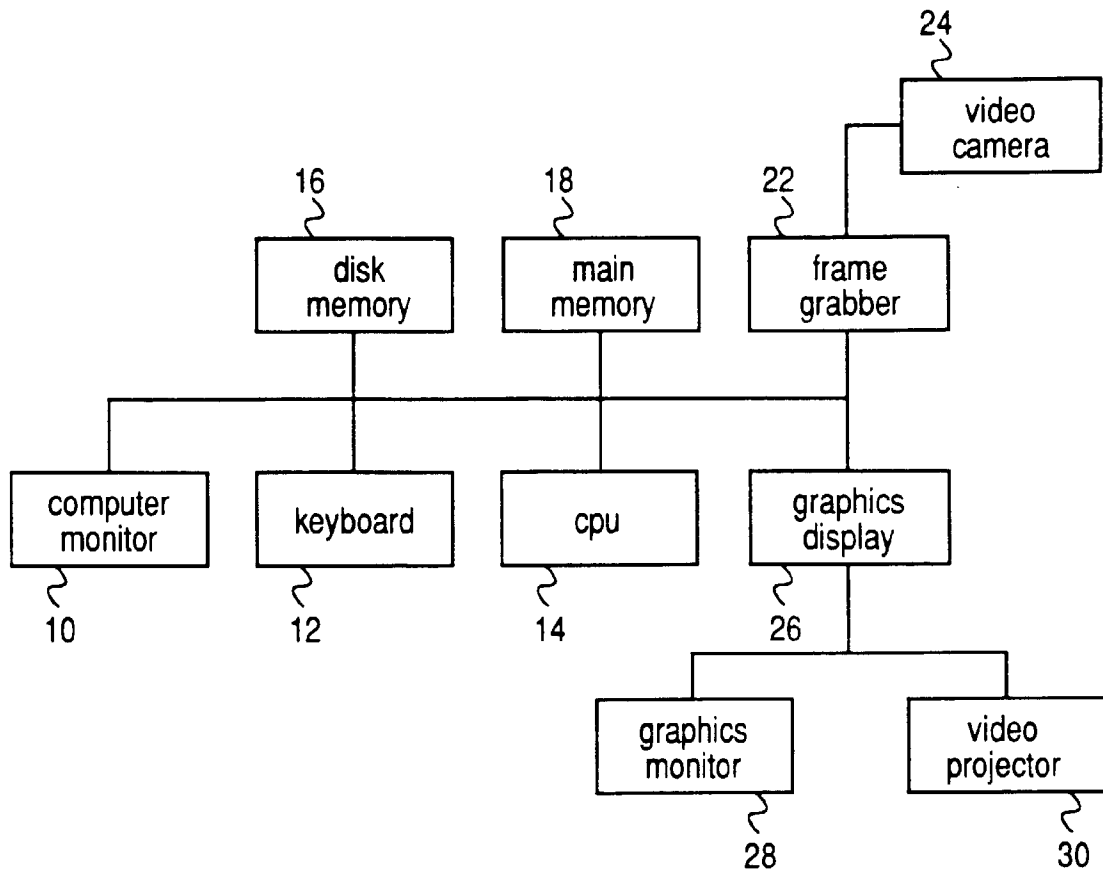 24
video
camera
16
18
22
disk
memory
main
memory
frame
grabber
computer
monitor
keyboard
cpu
graphics
display
10
12
14
26
graphics
monitor
video
projector
28
30